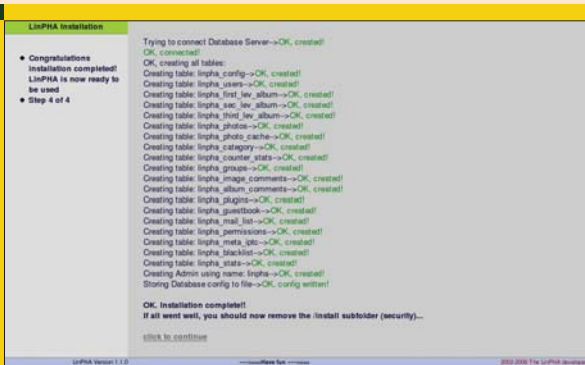 LinPHA Installation
Congratulations
installation completed!
LinPHA is now ready to
be used
Step 4 of 4
Trying to connect Database Server-->OK, created!
OK, connected!
OK, creating all tables:
Creating table: linpha_config-->OK, created!
Creating table: linpha_users-->OK, created!
Creating table: linpha_first_lev_album-->OK, created!
Creating table: linpha_sec_lev_album-->OK, created!
Creating table: linpha_third_lev_album-->OK, created!
Creating table: linpha_photos-->OK, created!
Creating table: linpha_photo_cache-->OK, created!
Creating table: linpha_category-->OK, created!
Creating table: linpha_counter_stats-->OK, created!
Creating table: linpha_groups-->OK, created!
Creating table: linpha_image_comments-->OK, created!
Creating table: linpha_album_comments-->OK, created!
Creating table: linpha_plugins-->OK, created!
Creating table: linpha_guestbook-->OK, created!
Creating table: linpha_mail_list-->OK, created!
Creating table: linpha_permissions-->OK, created!
Creating table: linpha_meta_iptc-->OK, created!
Creating table: linpha_blacklist-->OK, created!
Creating table: linpha_stats-->OK, created!
Creating Admin using name: linpha-->OK, created!
Storing Database config to file-->OK, config written!
OK, Installation complete!!
If all went well, you should now remove the /install subfolder (security)...
click to continue
LinPHA Version 1.1.0
Have fun
2002-2006 The LinPHA developer